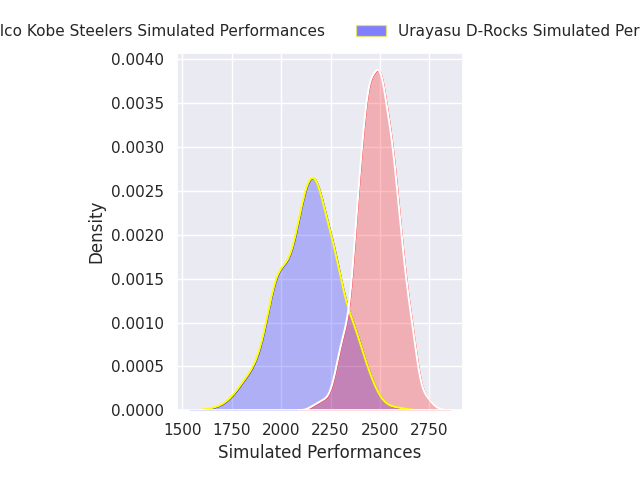 lco Kobe Steelers Simulated Performances
Urayasu D-Rocks Simulated Per
0.0040
0.0035
0.0030
0.0025
0.0020
0.0015
0.0010
0.0005
0.0000
Density
1500 1750 2000 2250 2500 2750
Simulated Performances